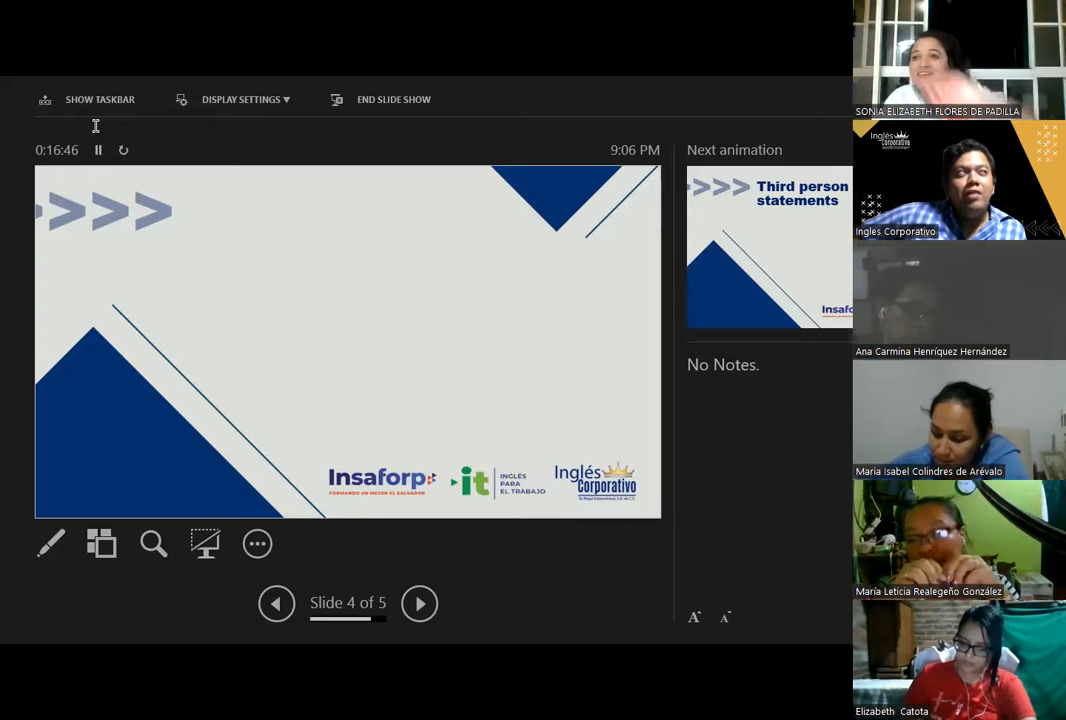 SHOW TASKBAR
DISPLAY SETTINGS ▼
END SLIDE SHOW
0:16:46
9:06 PM
Next animation
>>>>
>>>> Third person
statements
Insaforp
FORMANDO UN MEJOR EL SALVADOR
it
INGLÉS
PARA
EL TRABAJO
Inglés
Corporativo
Insafo
No Notes.
Slide 4 of 5
A
A
SONIA ELIZABETH FLORES DE PADILLA
Inglés
Corporativo
Ingles Corporativo
Ana Carmina Henríquez Hernández
Maria Isabel Colindres de Arévalo
María Leticia Realegeño González
Elizabeth Catota